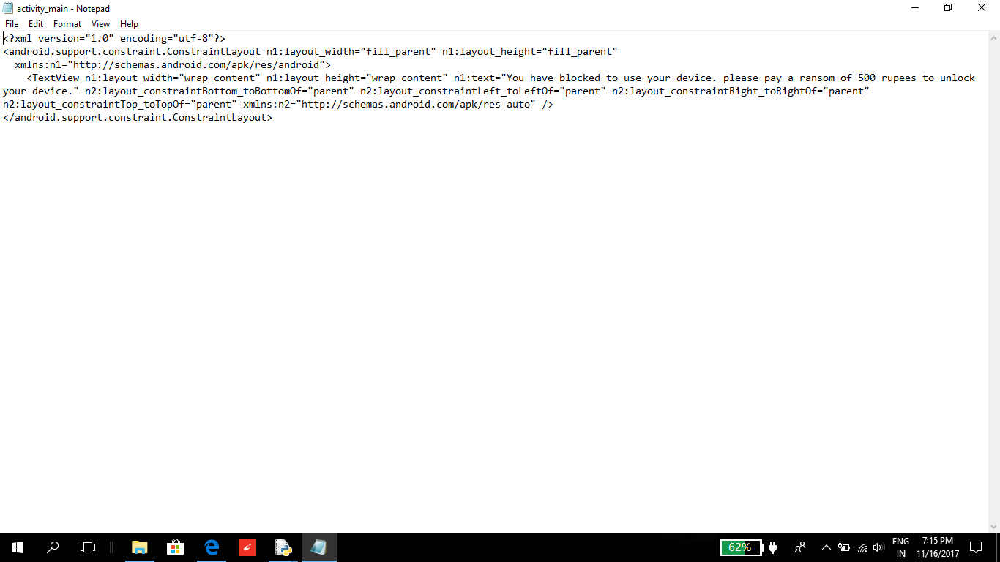 activity_main - Notepad
File Edit Format View Help
<?xml version="1.0" encoding="utf-8"?>
<android.support.constraint.ConstraintLayout n1:layout_width="fill_parent" n1:layout_height="fill_parent"
  xmlns:n1="http://schemas.android.com/apk/res/android">
    <TextView n1:layout_width="wrap_content" n1:layout_height="wrap_content" n1:text="You have blocked to use your device. please pay a ransom of 500 rupees to unlock
your device." n2:layout_constraintBottom_toBottomOf="parent" n2:layout_constraintLeft_toLeftOf="parent" n2:layout_constraintRight_toRightOf="parent"
n2:layout_constraintTop_toTopOf="parent" xmlns:n2="http://schemas.android.com/apk/res-auto" />
</android.support.constraint.ConstraintLayout>
62%
ENG
IN
7:15 PM
11/16/2017